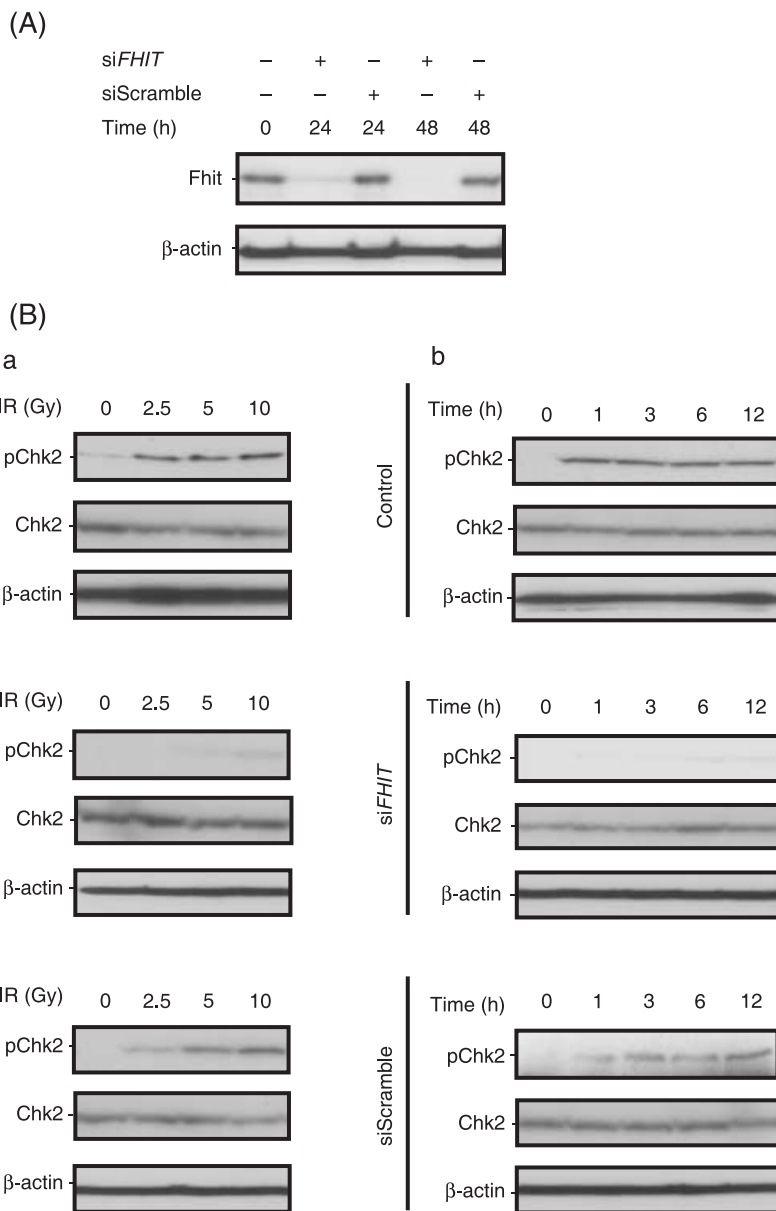 (A)
siFHIT – + – + –
siScramble – – + – +
Time (h) 0 24 24 48 48
Fhit
β-actin
(B)
a
b
IR (Gy) 0 2.5 5 10
pChk2
Chk2
β-actin
Control
Time (h) 0 1 3 6 12
pChk2
Chk2
β-actin
IR (Gy) 0 2.5 5 10
pChk2
Chk2
β-actin
siFHIT
Time (h) 0 1 3 6 12
pChk2
Chk2
β-actin
IR (Gy) 0 2.5 5 10
pChk2
Chk2
β-actin
siScramble
Time (h) 0 1 3 6 12
pChk2
Chk2
β-actin